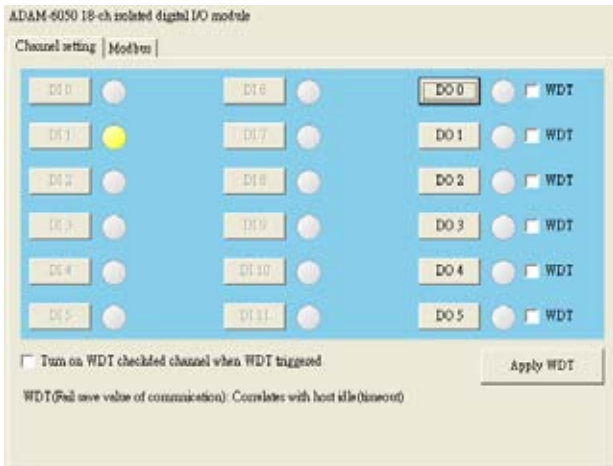 ADAM-6050 18-ch isolated digital I/O module
Channel setting Modbus
DI 0 DI 6 DO 0 WDT
DI 1 DI 7 DO 1 WDT
DI 2 DI 8 DO 2 WDT
DI 3 DI 9 DO 3 WDT
DI 4 DI 10 DO 4 WDT
DI 5 DI 11 DO 5 WDT
Turn on WDT checkded channel when WDT triggered
Apply WDT
WDT(Fail save value of commnication): Correlates with host idle(timeout)